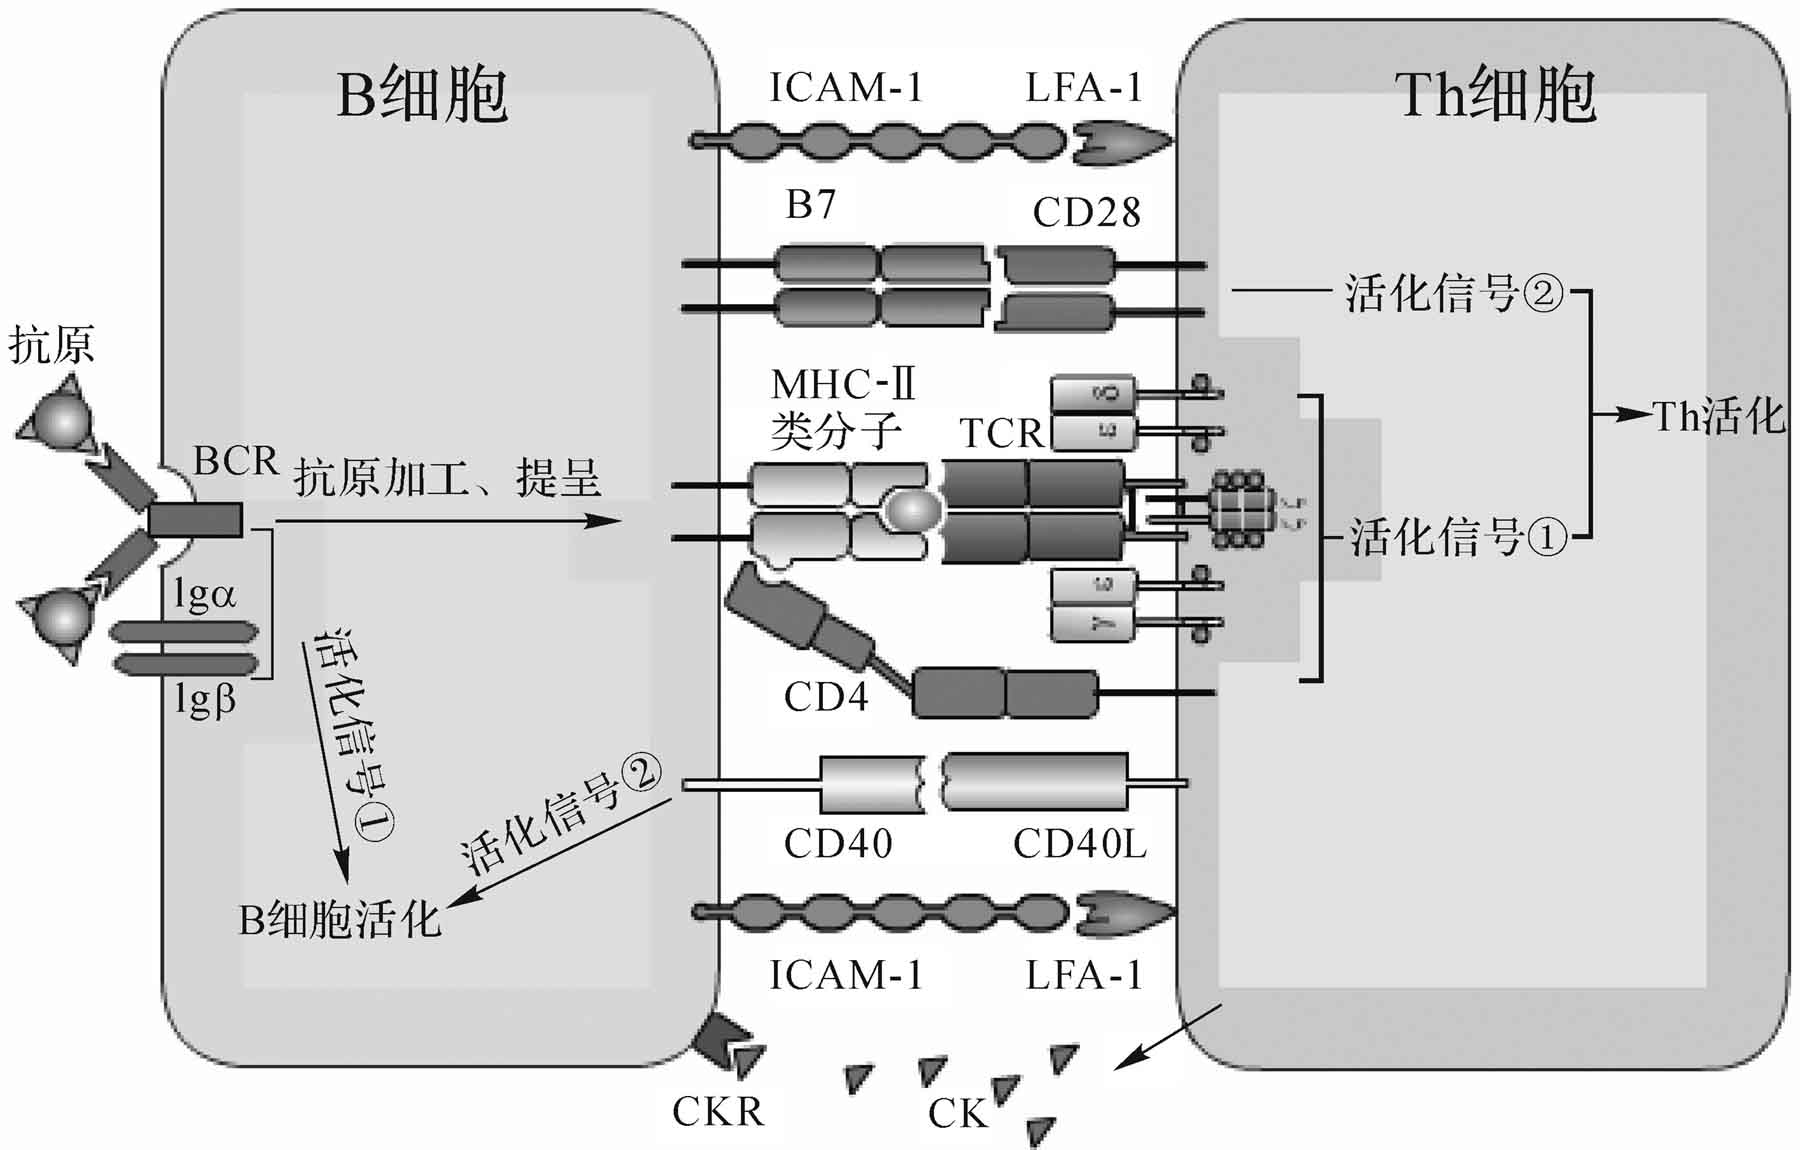 B细胞
Th细胞
ICAM-1
LFA-1
B7
CD28
活化信号②
抗原
MHC-Ⅱ
类分子
TCR
δ
ε
Th活化
BCR
抗原加工、提呈
ζζ
活化信号①
lgα
ε
γ
lgβ
活化信号①
CD4
活化信号②
CD40
CD40L
B细胞活化
ICAM-1
LFA-1
CKR
CK